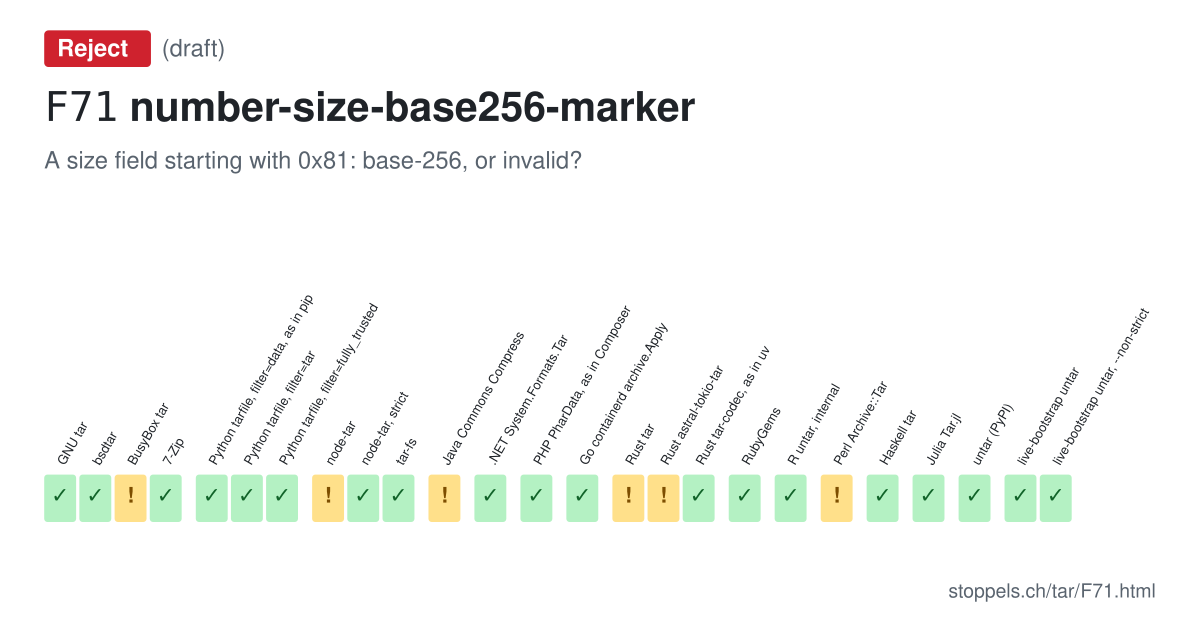 Reject (draft)
F71 number-size-base256-marker
A size field starting with 0x81: base-256, or invalid?
GNU tar
bsdtar
BusyBox tar
7-Zip
Python tarfile, filter=data, as in pip
Python tarfile, filter=tar
Python tarfile, filter=fully_trusted
node-tar
node-tar, strict
tar-fs
Java Commons Compress
.NET System.Formats.Tar
PHP PharData, as in Composer
Go containerd archive.Apply
Rust tar
Rust astral-tokio-tar
Rust tar-codec, as in uv
RubyGems
R untar, internal
Perl Archive::Tar
Haskell tar
Julia Tar.jl
untar (PyPI)
live-bootstrap untar
live-bootstrap untar, --non-strict
✓ ✓ ! ✓ ✓ ✓ ✓ ! ✓ ✓ ! ✓ ✓ ✓ ! ! ✓ ✓ ✓ ! ✓ ✓ ✓ ✓ ✓
stoppels.ch/tar/F71.html